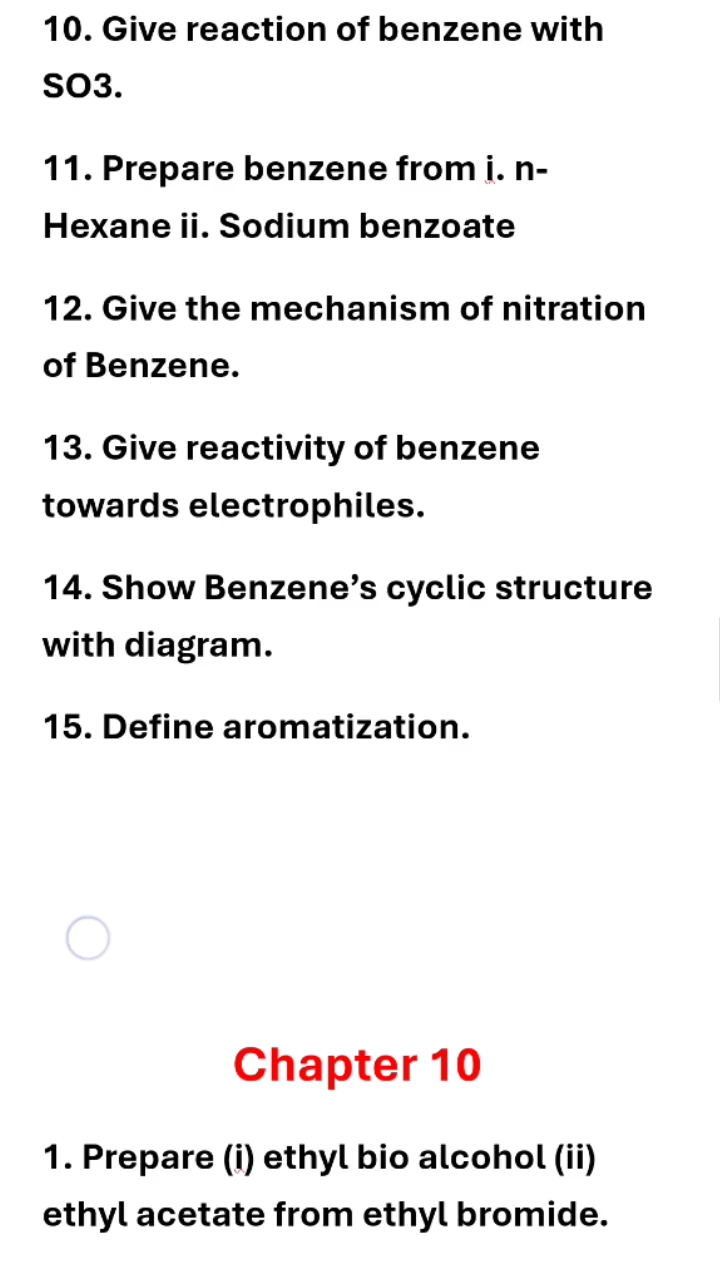 10. Give reaction of benzene with
SO3.
11. Prepare benzene from i. n-
Hexane ii. Sodium benzoate
12. Give the mechanism of nitration
of Benzene.
13. Give reactivity of benzene
towards electrophiles.
14. Show Benzene’s cyclic structure
with diagram.
15. Define aromatization.
Chapter 10
1. Prepare (i) ethyl bio alcohol (ii)
ethyl acetate from ethyl bromide.